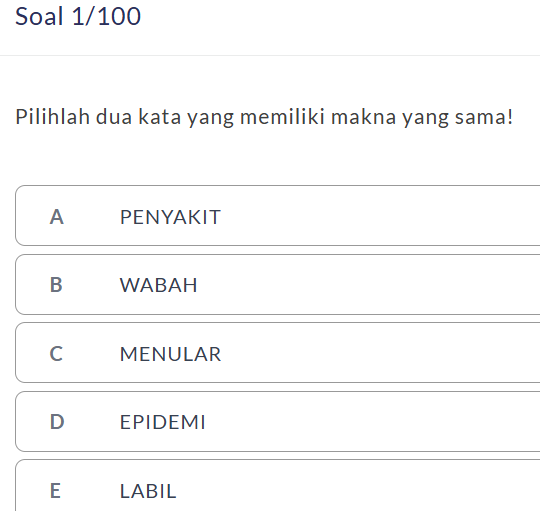 Soal 1/100
Pilihlah dua kata yang memiliki makna yang sama!
A PENYAKIT
B WABAH
C MENULAR
D EPIDEMI
E LABIL